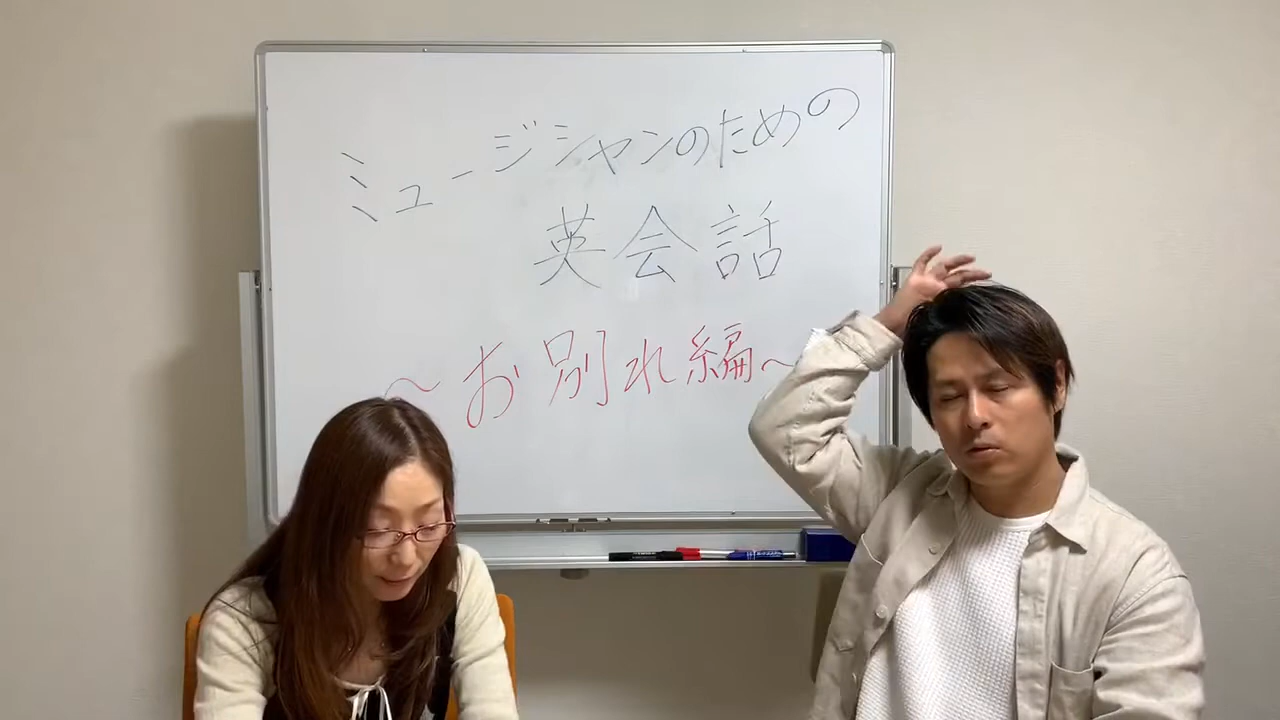 ミュージシャンのための
英会話
～お別れ編～